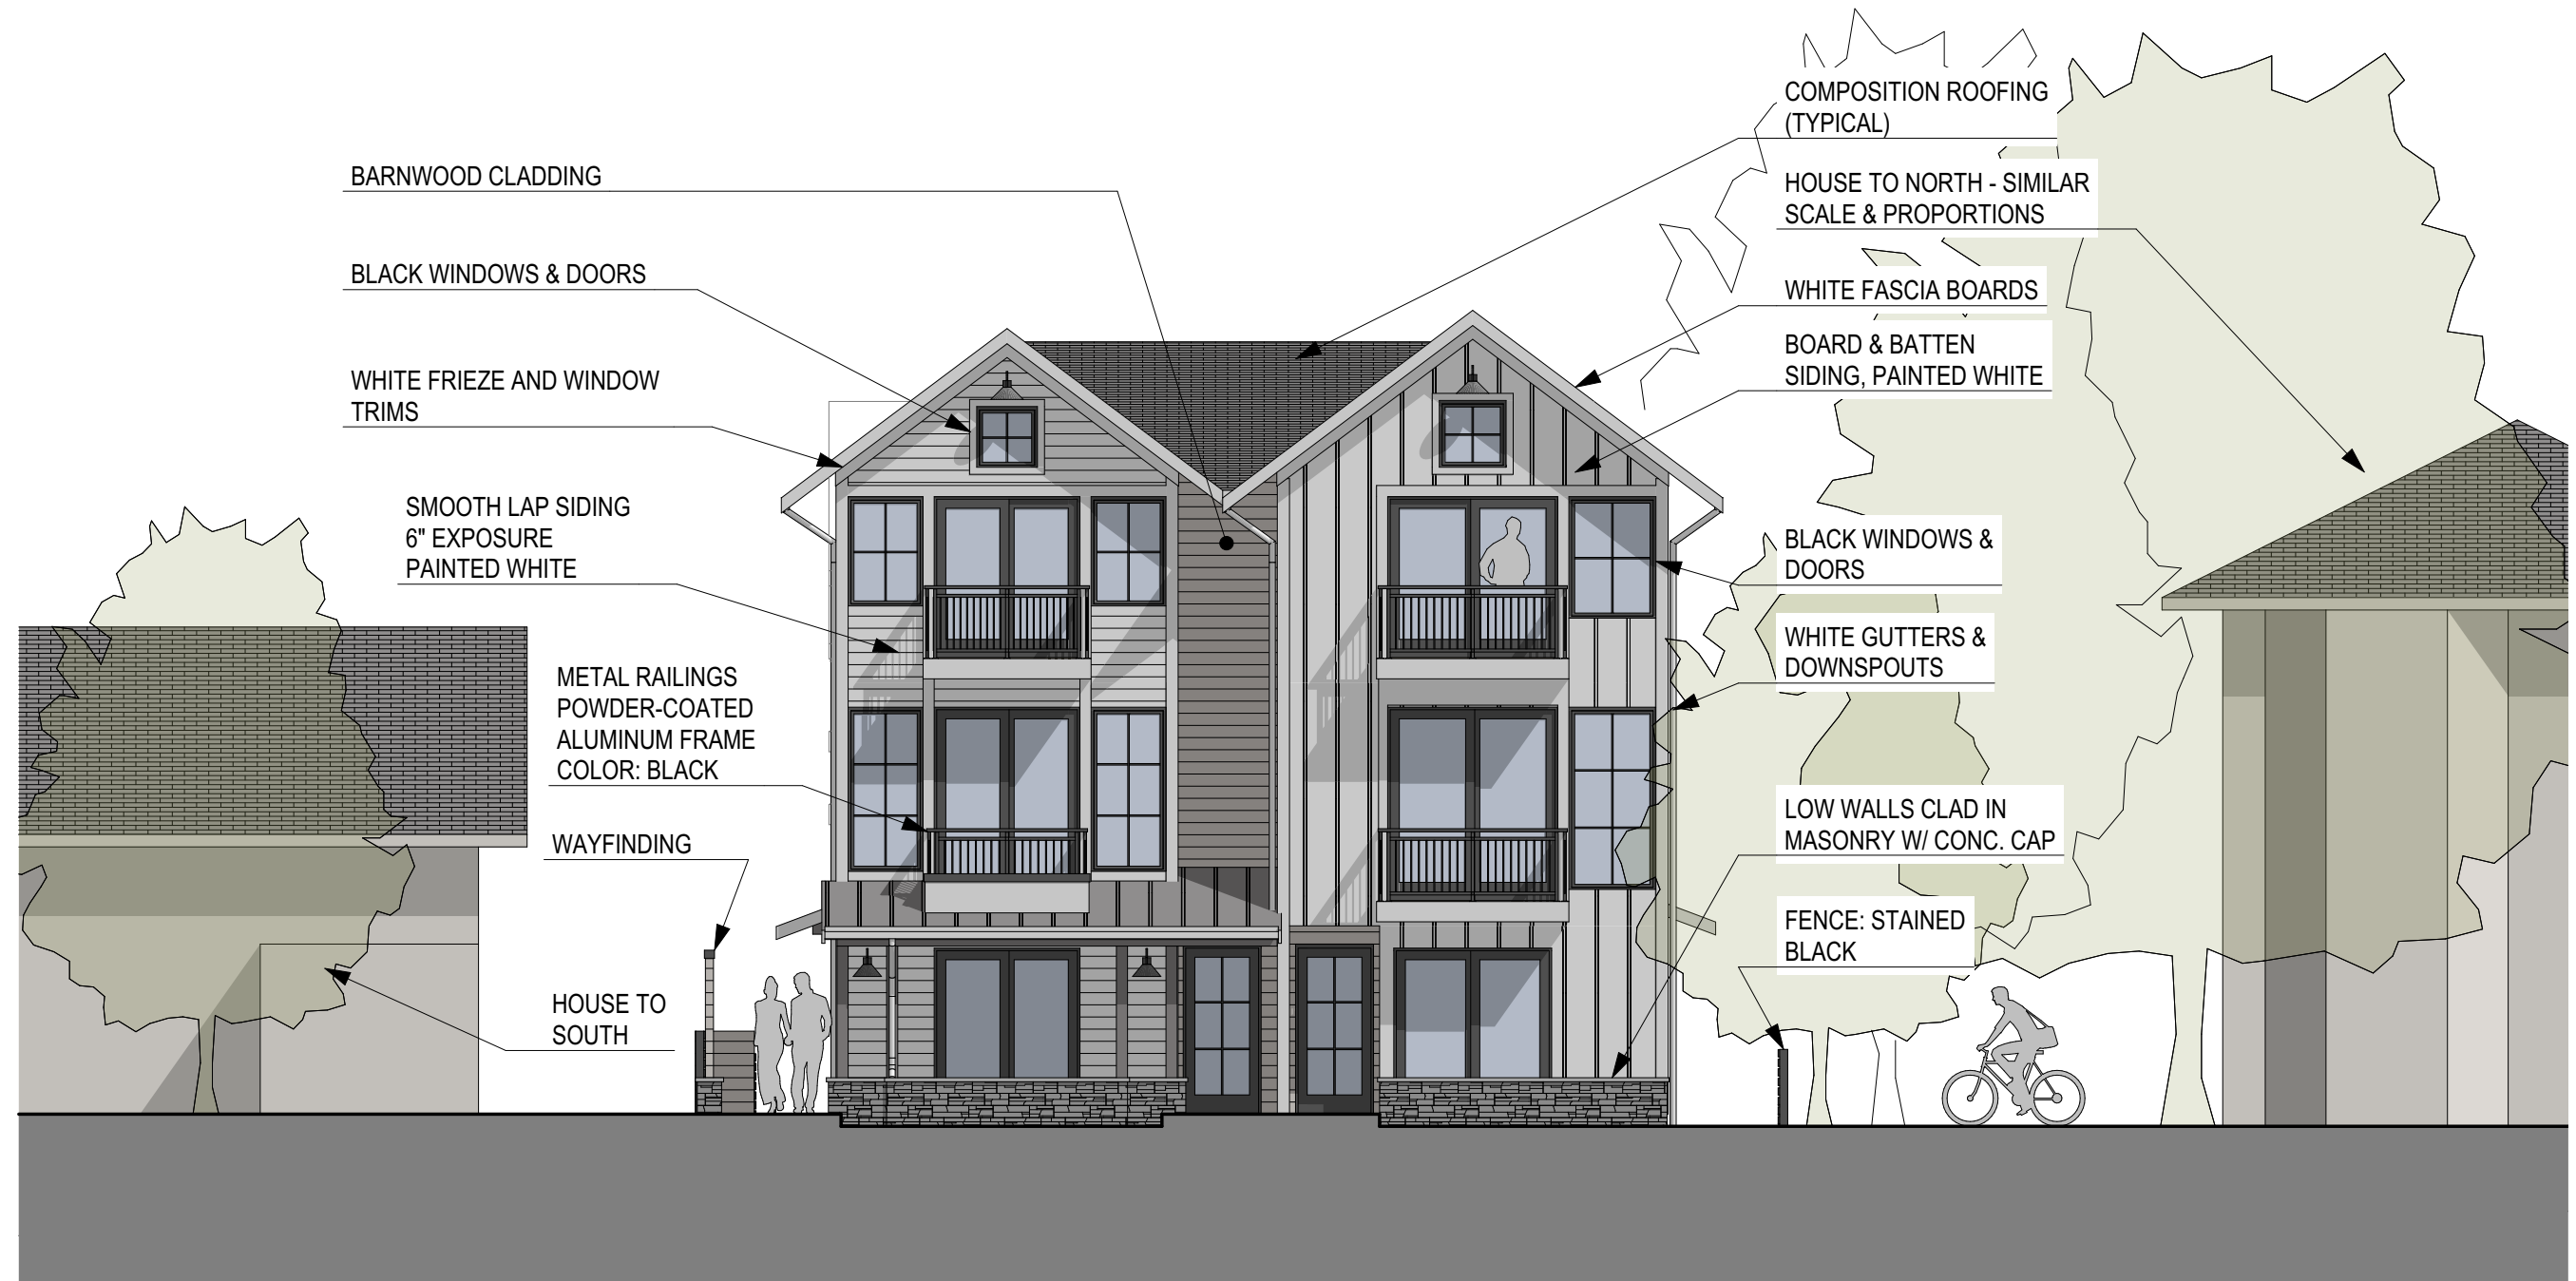 BARNWOOD CLADDING
BLACK WINDOWS & DOORS
WHITE FRIEZE AND WINDOW
TRIMS
SMOOTH LAP SIDING
6" EXPOSURE
PAINTED WHITE
METAL RAILINGS
POWDER-COATED
ALUMINUM FRAME
COLOR: BLACK
WAYFINDING
HOUSE TO
SOUTH
COMPOSITION ROOFING
(TYPICAL)
HOUSE TO NORTH - SIMILAR
SCALE & PROPORTIONS
WHITE FASCIA BOARDS
BOARD & BATTEN
SIDING, PAINTED WHITE
BLACK WINDOWS &
DOORS
WHITE GUTTERS &
DOWNSPOUTS
LOW WALLS CLAD IN
MASONRY W/ CONC. CAP
FENCE: STAINED
BLACK